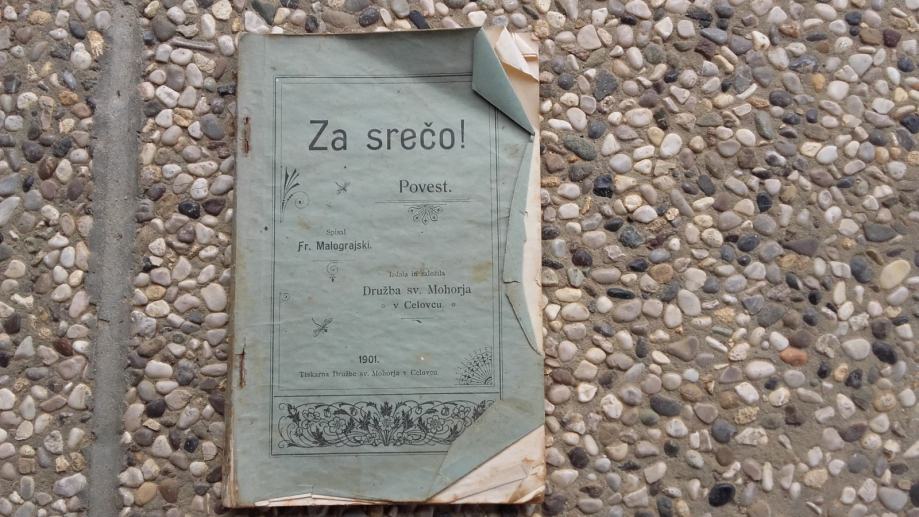 Za srečo!
Povest.
Spisal
Fr. Malograjski.
Izdala in založila
Družba sv. Mohorja
v Celovcu.
1901.
Tiskarna Družbe sv. Mohorja v Celovcu